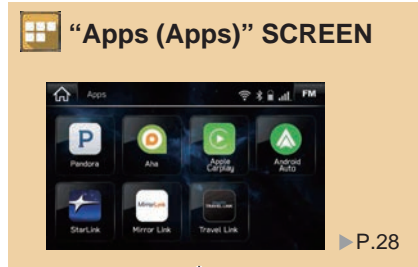 “Apps (Apps)” SCREEN
Apps FM
P
Pandora Aha Apple Carplay Android Auto
MirrorLink TRAVEL LINK
StarLink Mirror Link Travel Link
▶P.28